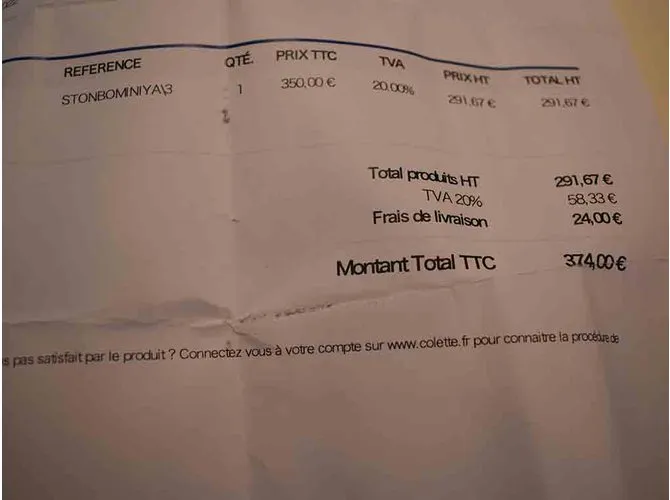 REFERENCE QTÉ. PRIX TTC TVA PRIX HT TOTAL HT
STONBOMINIYA\3 1 350,00 € 20.00% 291,67 € 291,67 €
Total produits HT 291,67 €
TVA 20% 58,33 €
Frais de livraison 24,00 €
Montant Total TTC 374,00 €
s pas satisfait par le produit ? Connectez vous à votre compte sur www.colette.fr pour connaitre la procédure de